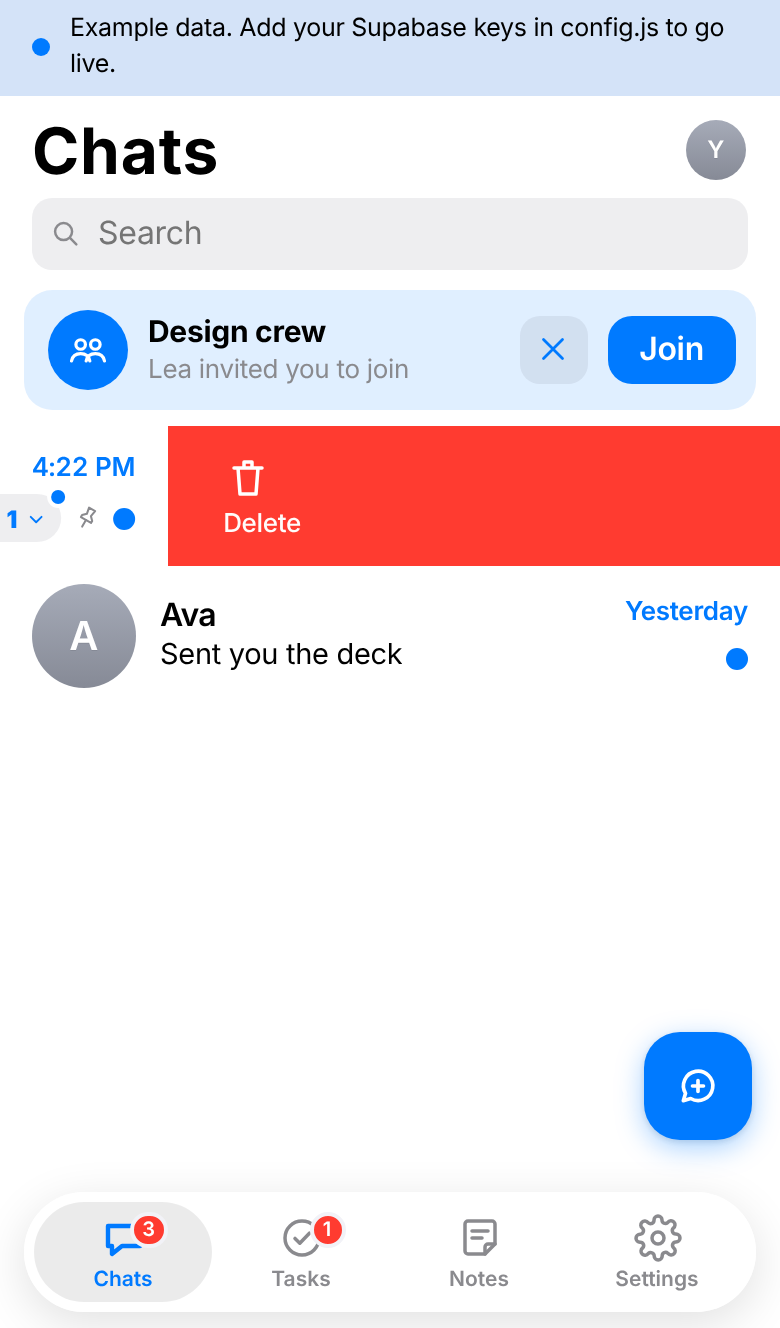 Example data. Add your Supabase keys in config.js to go
live.
Chats
Y
Search
Design crew
Lea invited you to join
Join
4:22 PM
1
Delete
A
Ava
Sent you the deck
Yesterday
3
Chats
1
Tasks
Notes
Settings